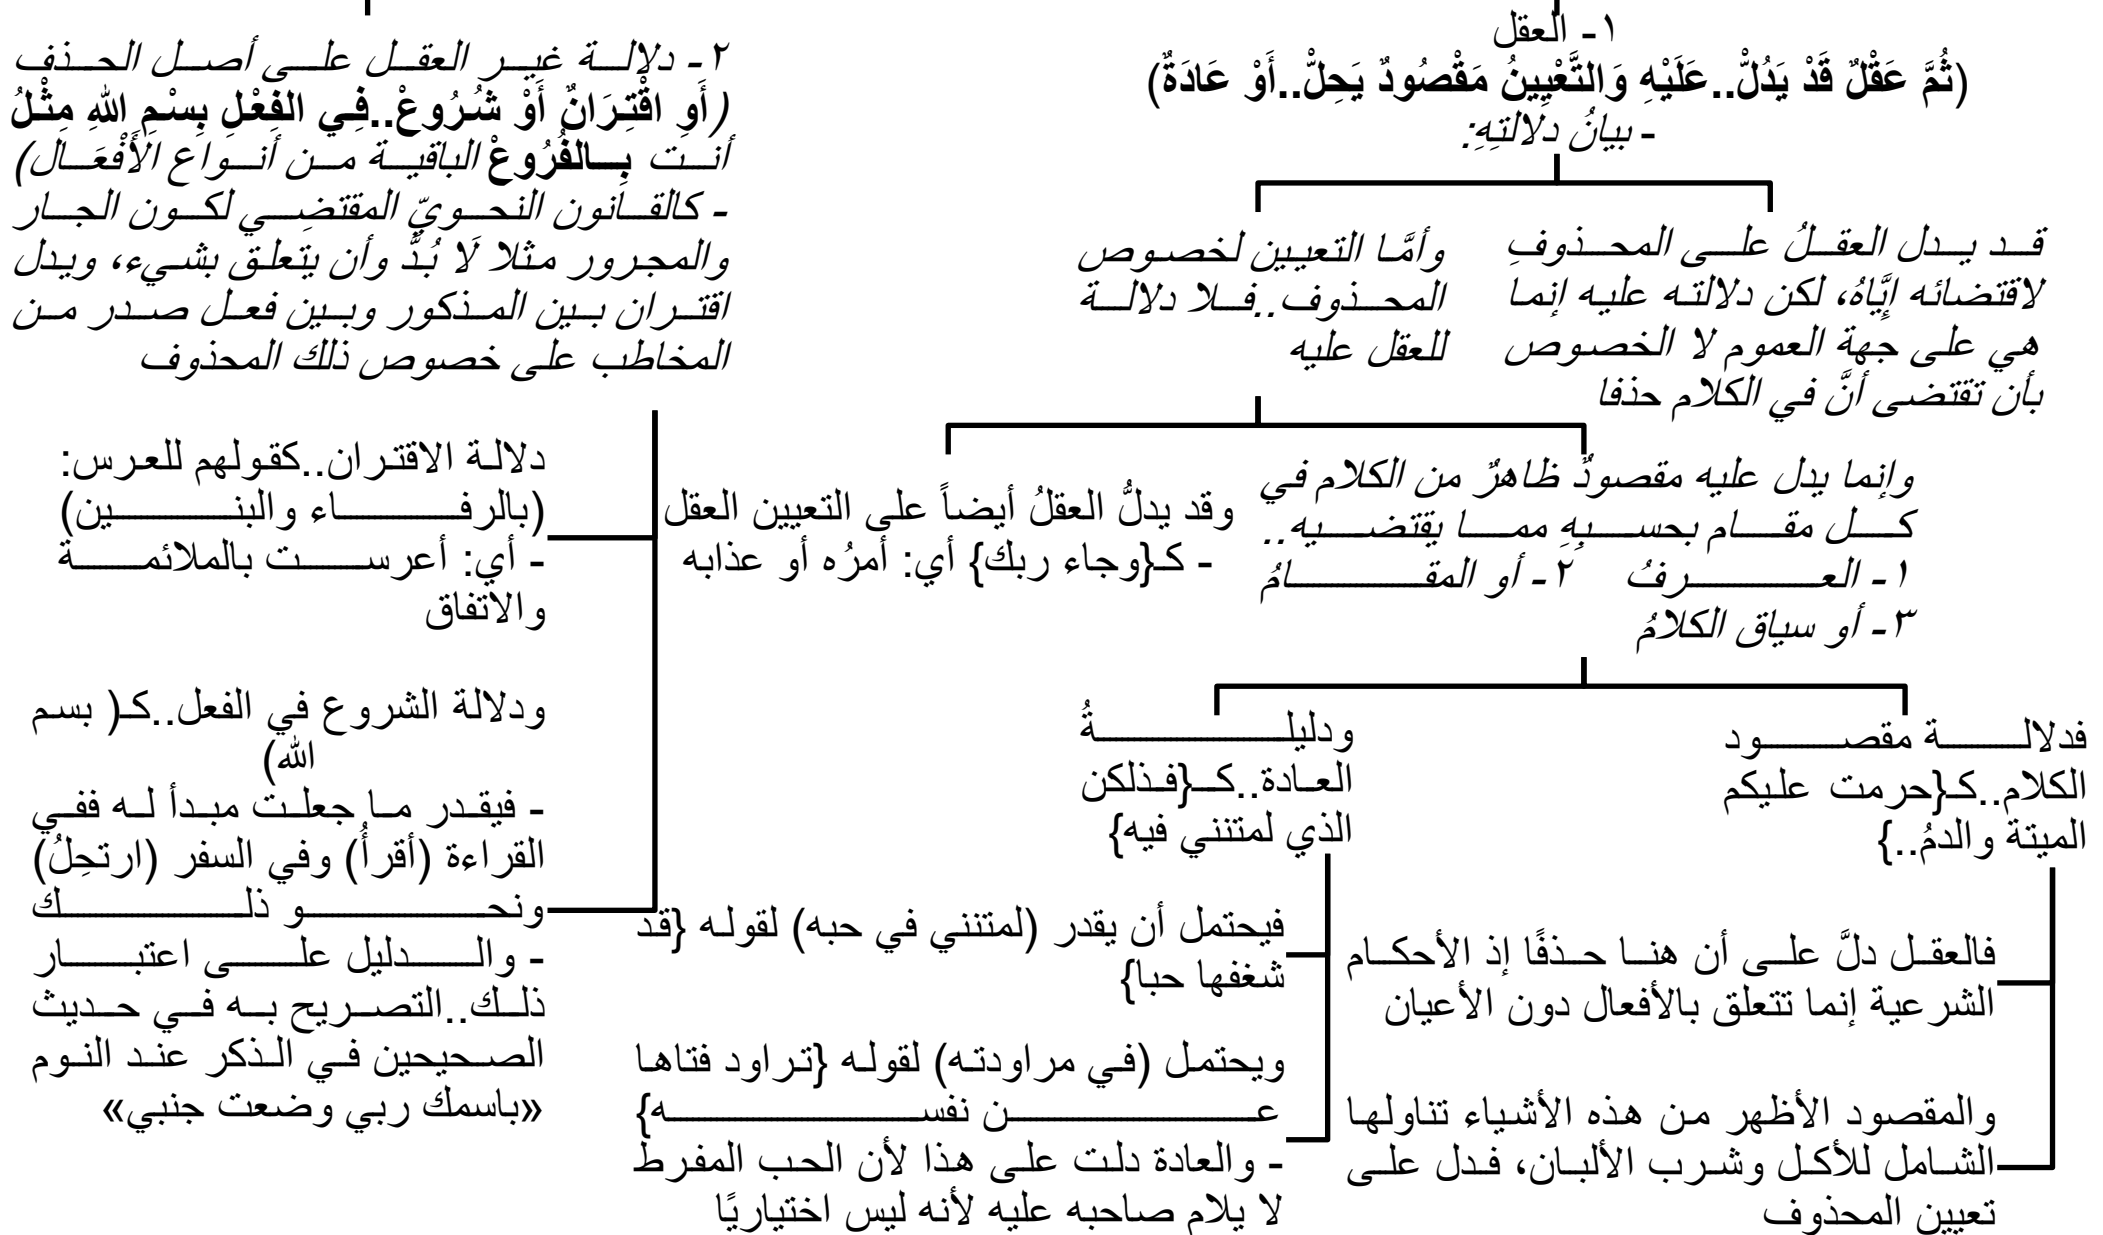 ١- العقل
(ثُمَّ عَقْلٌ قَدْ يَدُلْ..عَلَيْهِ وَالتَّعْيِينُ مَقْصُودٌ يَحِلْ..أَوْ عَادَةٌ)
- بيانُ دلالتِهِ:
قد يدل العقلُ على المحذوفِ
لاقتضائه إيَّاهُ، لكن دلالته عليه إنما
هي على جهة العموم لا الخصوص
بأن تقتضى أنَّ في الكلام حذفا
وأمَّا التعيين لخصوص
المحذوف..فلا دلالة
للعقل عليه
وإنما يدل عليه مقصودٌ ظاهرٌ من الكلام في
كل مقام بحسبِهِ مما يقتضيه..
١- العرفُ ٢- أو المقامُ
٣- أو سياق الكلامُ
وقد يدلُّ العقلُ أيضاً على التعيين العقل
- كـ{وجاء ربك} أي: أمرُه أو عذابه
فدلالة مقصود
الكلام..كـ{حرمت عليكم
الميتة والدمُ..}
فالعقل دلَّ على أن هنا حذفًا إذ الأحكام
الشرعية إنما تتعلق بالأفعال دون الأعيان
والمقصود الأظهر من هذه الأشياء تناولها
الشامل للأكل وشرب الألبان، فدل على
تعيين المحذوف
ودليلةُ
العادة..كـ{فذلكن
الذي لمتنني فيه}
فيحتمل أن يقدر (لمتنني في حبه) لقوله {قد
شغفها حبا}
ويحتمل (في مراودته) لقوله {تراود فتاها
عن نفسه}
- والعادة دلت على هذا لأن الحب المفرط
لا يلام صاحبه عليه لأنه ليس اختياريًا
٢- دلالة غير العقل على أصل الحذف
(أَوِ اقْتِرَانٌ أَوْ شُرُوعْ..فِي الفِعْلِ بِسْمِ اللهِ مِثْلُ
أنت بِالفُرُوعْ الباقية من أنواع الأَفْعَال)
- كالقانون النحويّ المقتضِي لكون الجار
والمجرور مثلا لَا بُدَّ وأن يتعلق بشيء، ويدل
اقتران بين المذكور وبين فعل صدر من
المخاطب على خصوص ذلك المحذوف
دلالة الاقتران..كقولهم للعرس:
(بالرفاء والبنين)
- أي: أعرست بالملائمة
والاتفاق
ودلالة الشروع في الفعل..كـ( بسم
الله)
- فيقدر ما جعلت مبدأ له ففي
القراءة (أقرأُ) وفي السفر (ارتحِلُ)
ونحو ذلك
- والدليل على اعتبار
ذلك..التصريح به في حديث
الصحيحين في الذكر عند النوم
«باسمك ربي وضعت جنبي»